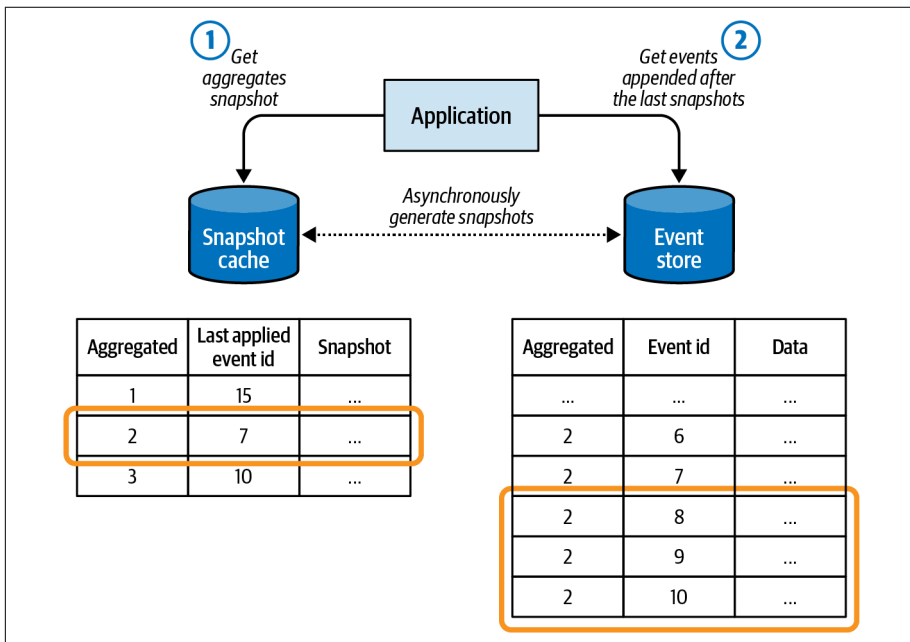 1
Get
aggregates
snapshot
Application
2
Get events
appended after
the last snapshots
Asynchronously
generate snapshots
Snapshot
cache
Event
store
Aggregated Last applied event id Snapshot
1 15 ...
2 7 ...
3 10 ...
Aggregated Event id Data
... ... ...
2 6 ...
2 7 ...
2 8 ...
2 9 ...
2 10 ...